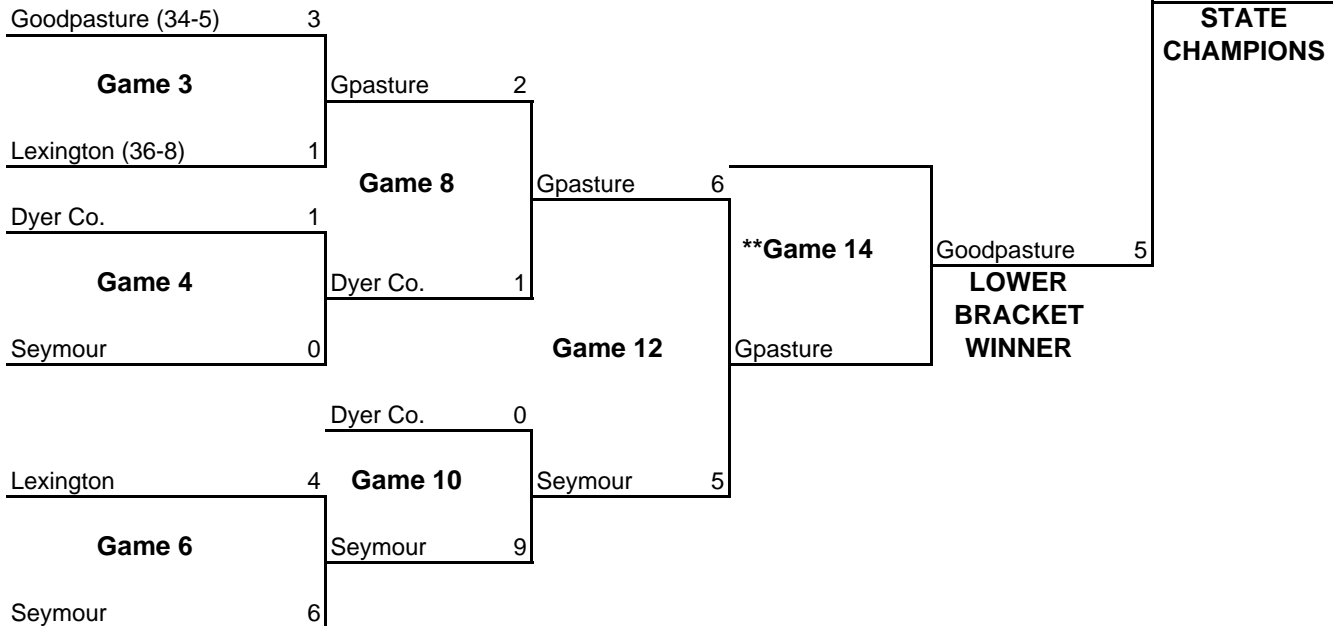 Goodpasture (34-5) 3
STATE
CHAMPIONS
Game 3
Gpasture 2
Lexington (36-8) 1
Game 8
Gpasture 6
Dyer Co. 1
**Game 14
Goodpasture 5
Game 4
Dyer Co. 1
LOWER
BRACKET
WINNER
Seymour 0
Game 12
Gpasture
Dyer Co. 0
Lexington 4
Game 10
Seymour 5
Game 6
Seymour 9
Seymour 6